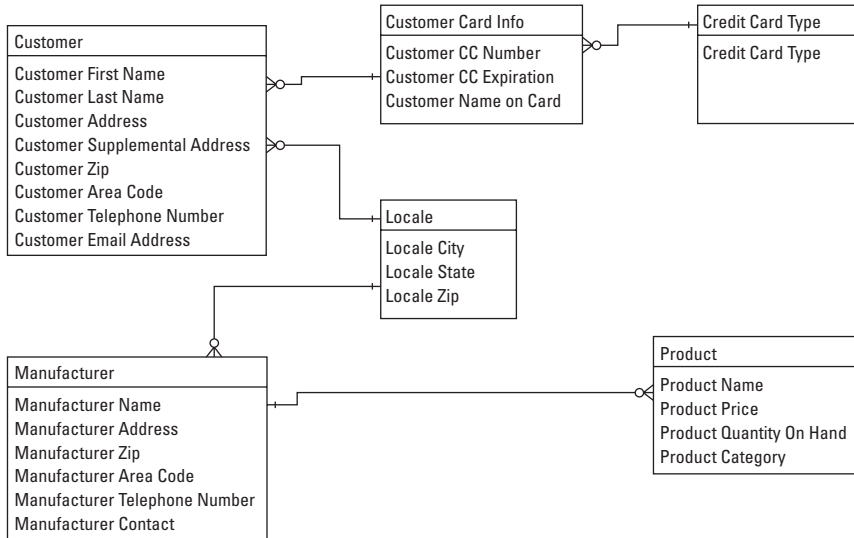 Customer
Customer First Name
Customer Last Name
Customer Address
Customer Supplemental Address
Customer Zip
Customer Area Code
Customer Telephone Number
Customer Email Address
Customer Card Info
Customer CC Number
Customer CC Expiration
Customer Name on Card
Credit Card Type
Credit Card Type
Locale
Locale City
Locale State
Locale Zip
Manufacturer
Manufacturer Name
Manufacturer Address
Manufacturer Zip
Manufacturer Area Code
Manufacturer Telephone Number
Manufacturer Contact
Product
Product Name
Product Price
Product Quantity On Hand
Product Category